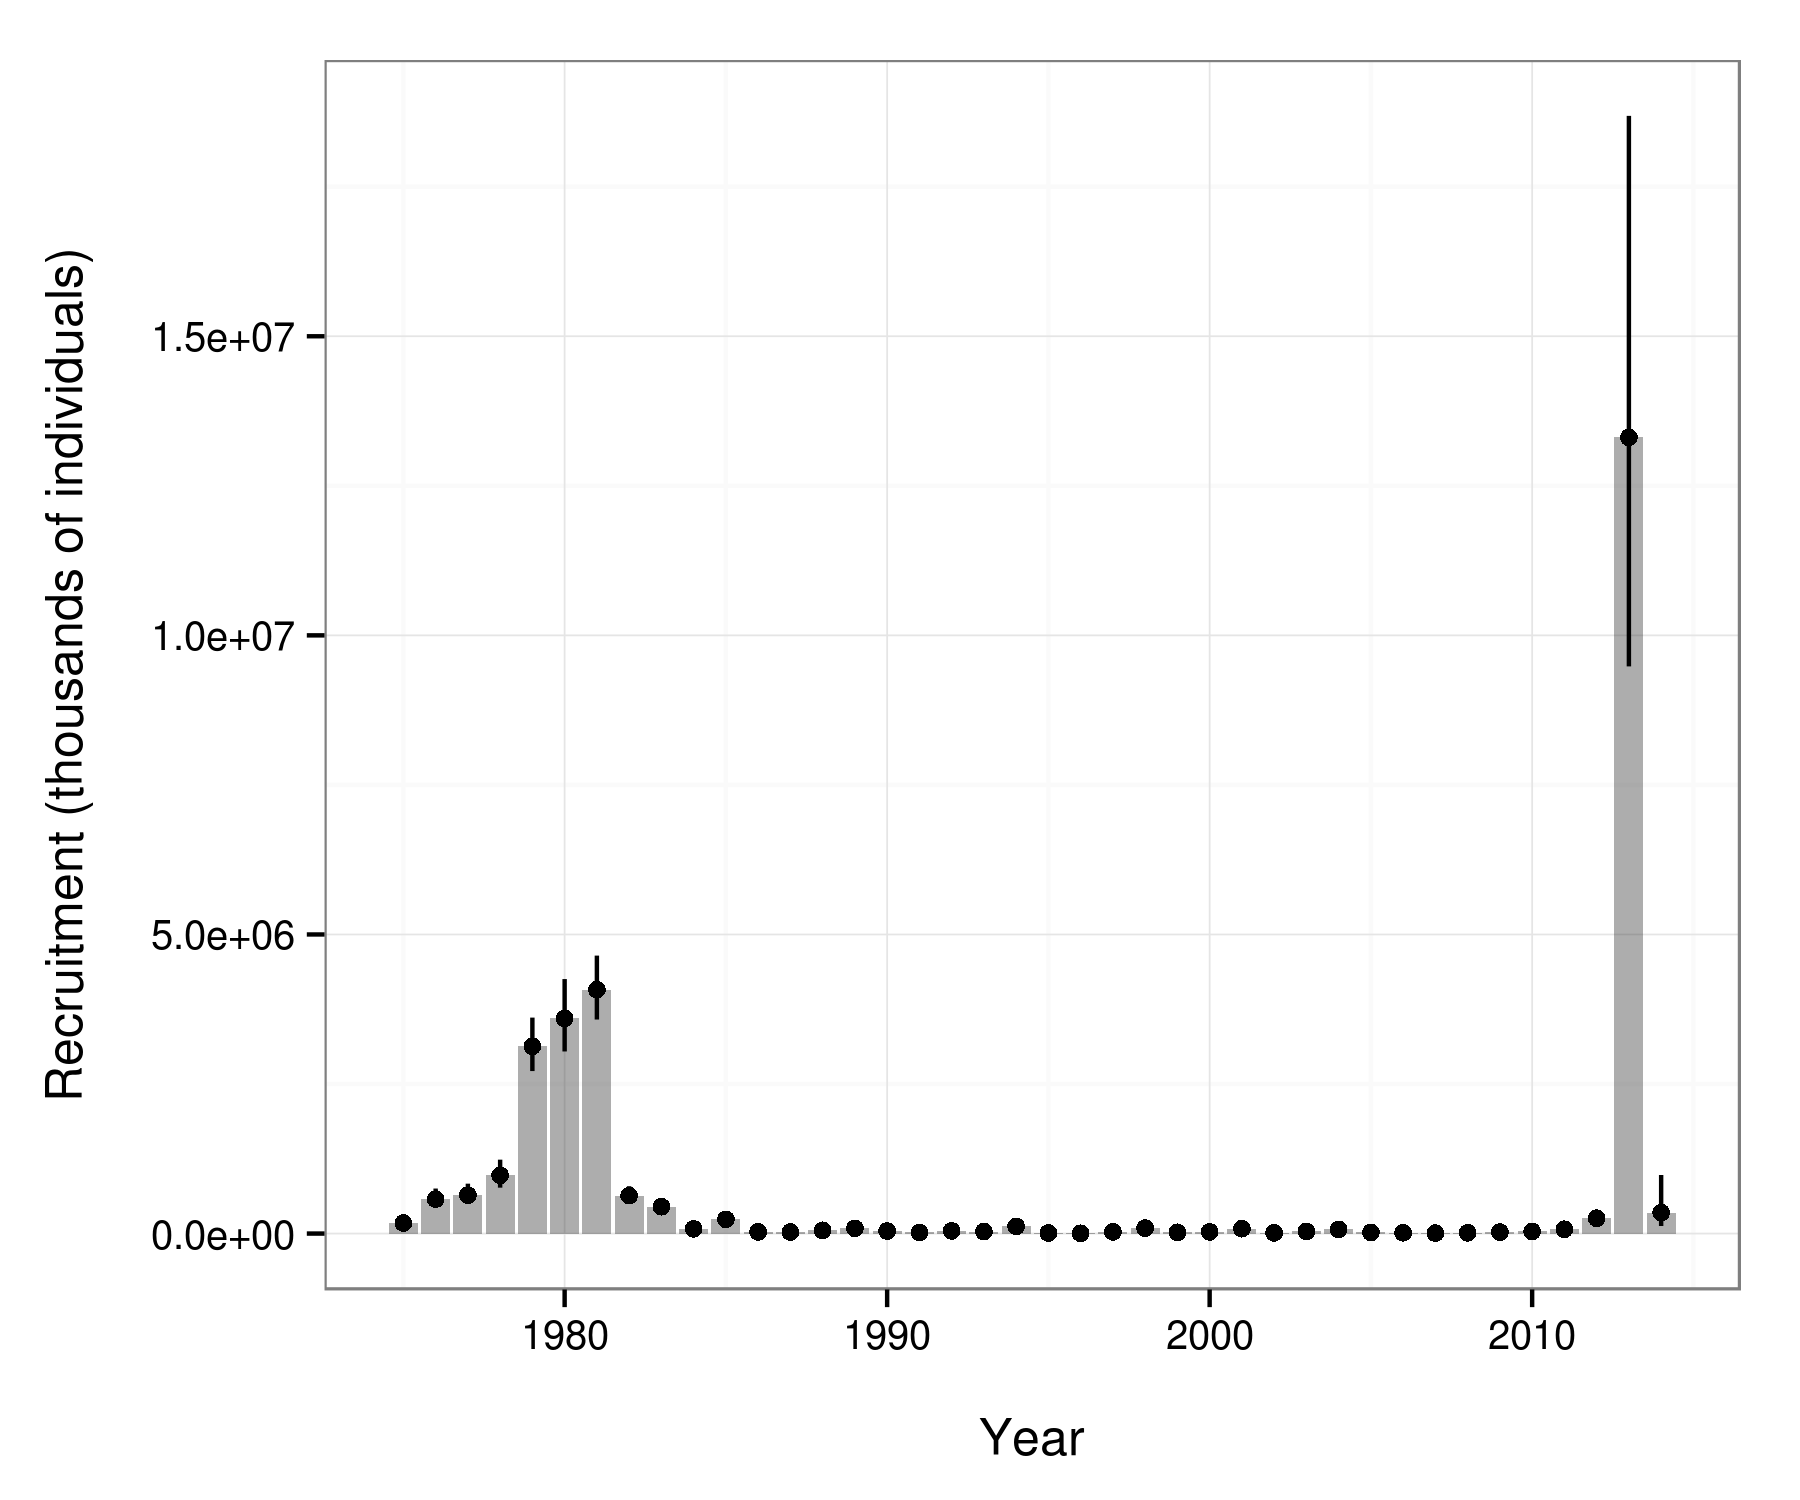 Recruitment (thousands of individuals)
1.5e+07
1.0e+07
5.0e+06
0.0e+00
1980 1990 2000 2010
Year